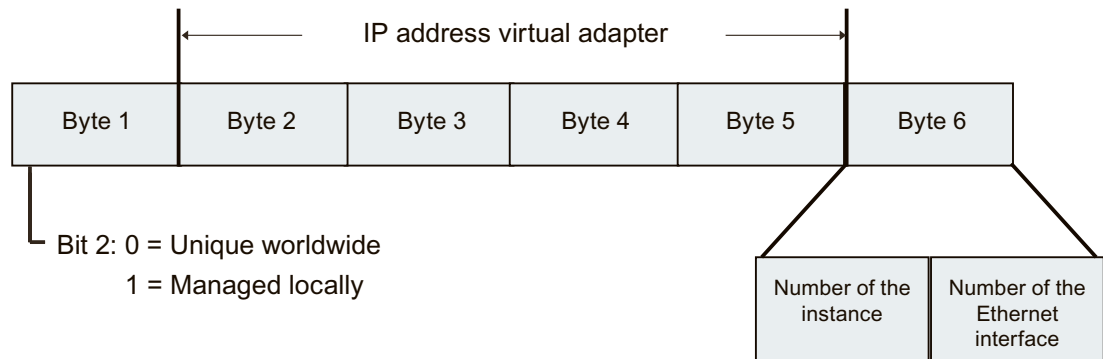 IP address virtual adapter
Byte 1
Byte 2
Byte 3
Byte 4
Byte 5
Byte 6
Bit 2: 0 = Unique worldwide
1 = Managed locally
Number of the
instance
Number of the
Ethernet
interface